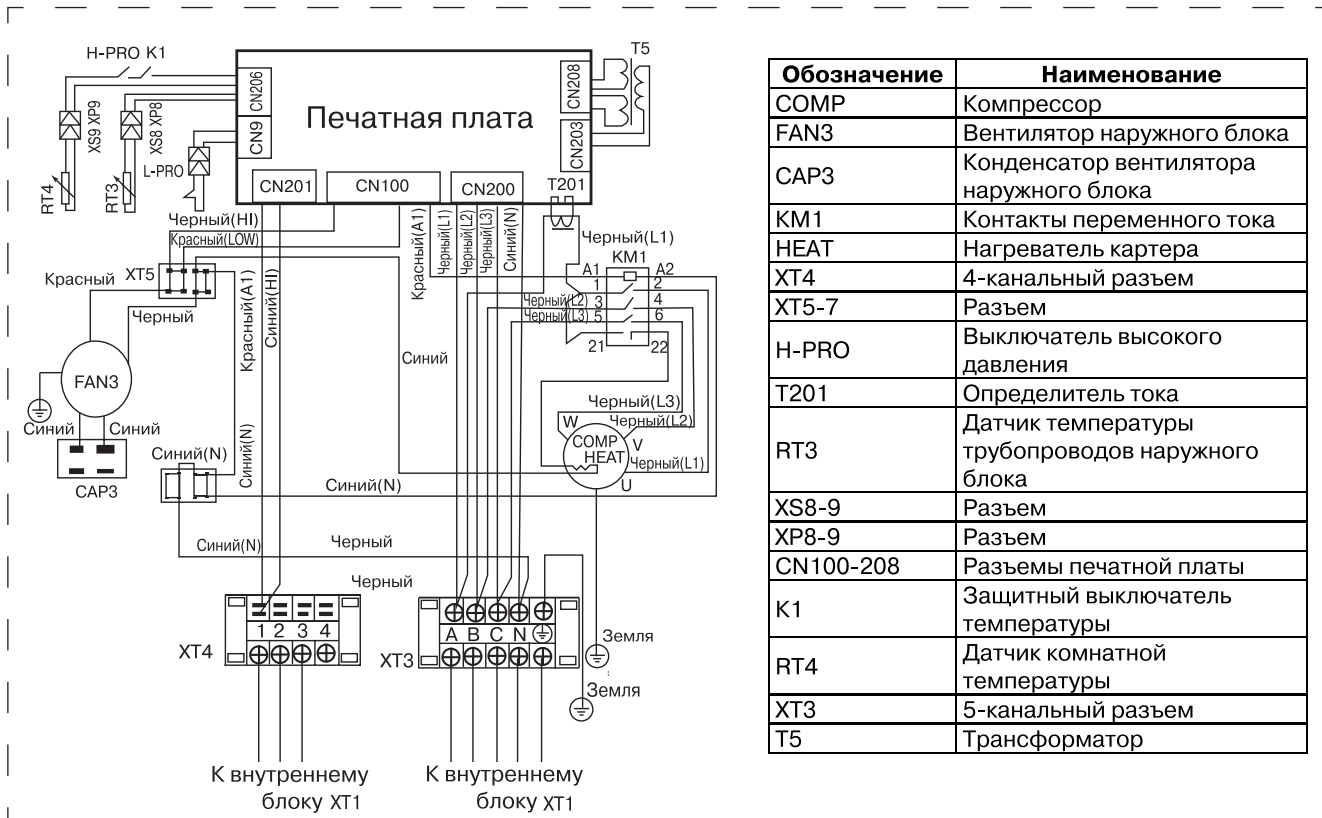 H-PRO K1
T5
CN206
CN208
XS9 XP9
XS8 XP8
CN9
Печатная плата
CN203
L-PRO
RT4
RT3
CN201
CN100
CN200
T201
Черный(HI)
Красный(LOW)
Красный(A1)
Черный(L1)
Черный(L2)
Черный(L3)
Синий(N)
Черный(L1)
KM1
Красный
XT5
A1
A2
1
2
Черный(L2) 3
4
Черный(L3) 5
6
Черный
Красный(A1)
Синий(HI)
Синий
21
22
FAN3
Черный(L3)
W
Черный(L2)
Синий
Синий
COMP
V
HEAT
Черный(L1)
U
Синий(N)
Синий(N)
CAP3
Синий(N)
Синий(N)
Черный
Черный
1 2 3 4
A B C N
XT4
XT3
Земля
Земля
К внутреннему
блоку XT1
К внутреннему
блоку XT1
Обозначение Наименование
COMP Компрессор
FAN3 Вентилятор наружного блока
CAP3 Конденсатор вентилятора
наружного блока
KM1 Контакты переменного тока
HEAT Нагреватель картера
XT4 4-канальный разъем
XT5-7 Разъем
H-PRO Выключатель высокого
давления
T201 Определитель тока
RT3 Датчик температуры
трубопроводов наружного
блока
XS8-9 Разъем
XP8-9 Разъем
CN100-208 Разъемы печатной платы
K1 Защитный выключатель
температуры
RT4 Датчик комнатной
температуры
XT3 5-канальный разъем
T5 Трансформатор